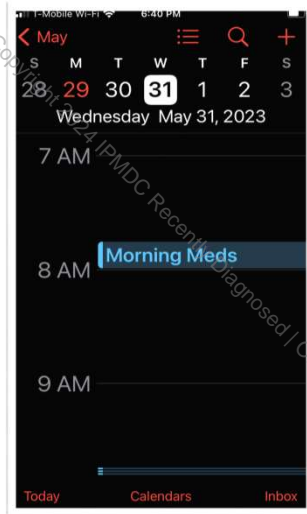 T-Mobile Wi-Fi 6:40 PM
May
S M T W T F S
28 29 30 31 1 2 3
Wednesday May 31, 2023
7 AM
Morning Meds
8 AM
9 AM
Today Calendars Inbox
Copyright 2024 IPMDC Recently Diagnosed |